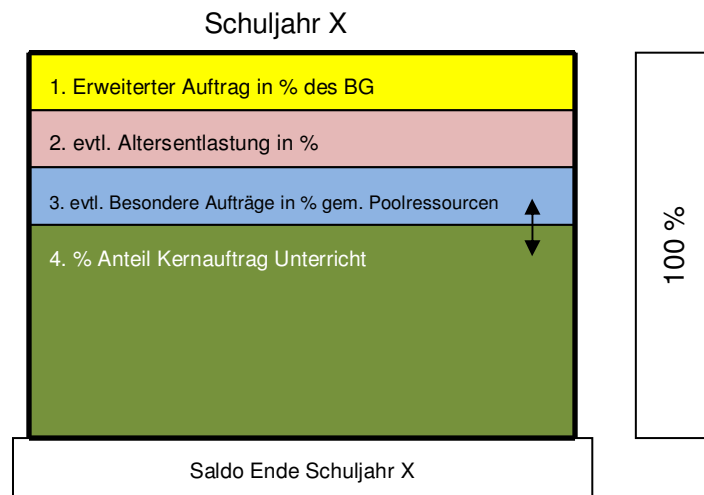 Schuljahr X
1. Erweiterter Auftrag in % des BG
2. evtl. Altersentlastung in %
3. evtl. Besondere Aufträge in % gem. Poolressourcen
4. % Anteil Kernauftrag Unterricht
100 %
Saldo Ende Schuljahr X